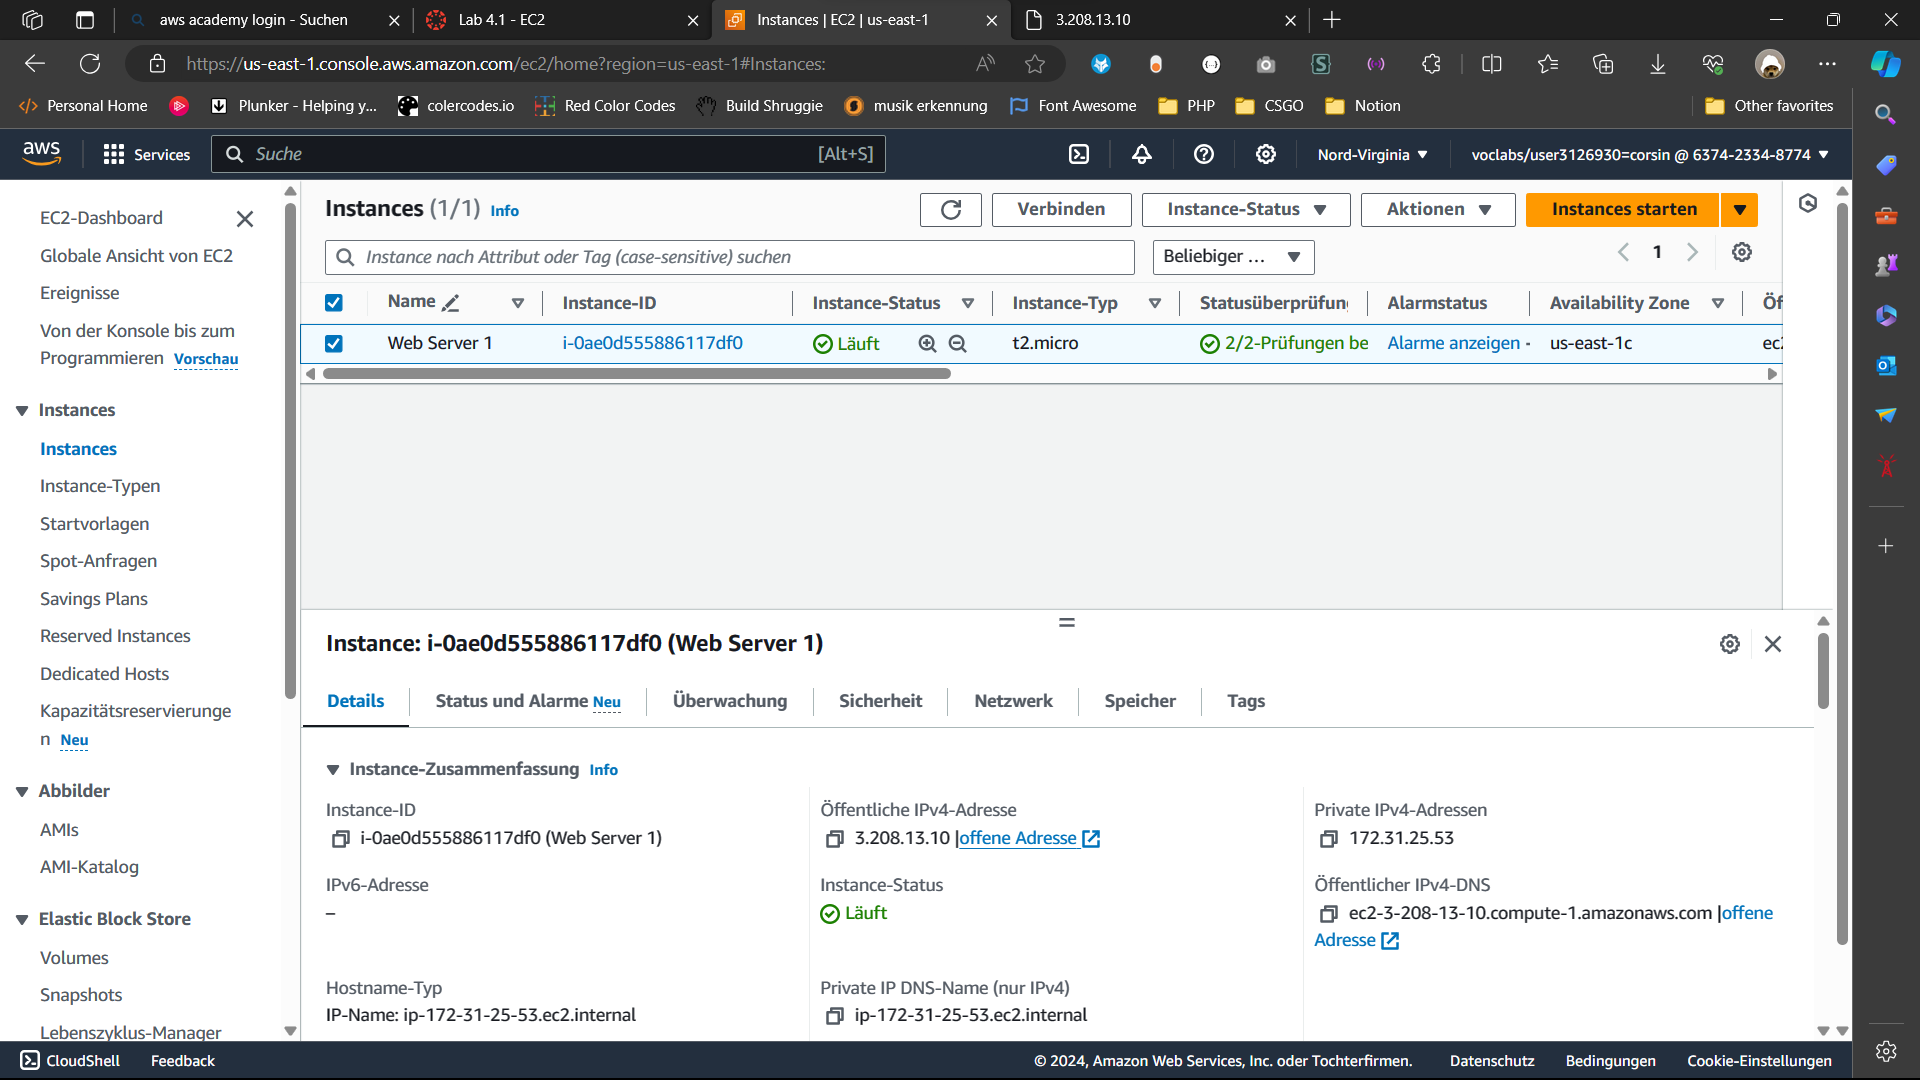 aws academy login - Suchen
Lab 4.1 - EC2
Instances | EC2 | us-east-1
3.208.13.10
https://us-east-1.console.aws.amazon.com/ec2/home?region=us-east-1#Instances:
Personal Home
Plunker - Helping y...
colercodes.io
Red Color Codes
Build Shruggie
musik erkennung
Font Awesome
PHP
CSGO
Notion
Other favorites
aws
Services
Suche
[Alt+S]
Nord-Virginia
voclabs/user3126930=corsin @ 6374-2334-8774
EC2-Dashboard
Globale Ansicht von EC2
Ereignisse
Von der Konsole bis zum
Programmieren Vorschau
Instances
Instances
Instance-Typen
Startvorlagen
Spot-Anfragen
Savings Plans
Reserved Instances
Dedicated Hosts
Kapazitätsreservierunge
n Neu
Abbilder
AMIs
AMI-Katalog
Elastic Block Store
Volumes
Snapshots
Lebenszyklus-Manager
Instances (1/1) Info
Verbinden
Instance-Status
Aktionen
Instances starten
Instance nach Attribut oder Tag (case-sensitive) suchen
Beliebiger ...
1
Name
Instance-ID
Instance-Status
Instance-Typ
Statusüberprüfun
Alarmstatus
Availability Zone
Öf
Web Server 1
i-0ae0d555886117df0
Läuft
t2.micro
2/2-Prüfungen be
Alarme anzeigen
us-east-1c
ec2
Instance: i-0ae0d555886117df0 (Web Server 1)
Details
Status und Alarme Neu
Überwachung
Sicherheit
Netzwerk
Speicher
Tags
Instance-Zusammenfassung Info
Instance-ID
i-0ae0d555886117df0 (Web Server 1)
Öffentliche IPv4-Adresse
3.208.13.10 |offene Adresse
Private IPv4-Adressen
172.31.25.53
IPv6-Adresse
–
Instance-Status
Läuft
Öffentlicher IPv4-DNS
ec2-3-208-13-10.compute-1.amazonaws.com |offene
Adresse
Hostname-Typ
IP-Name: ip-172-31-25-53.ec2.internal
Private IP DNS-Name (nur IPv4)
ip-172-31-25-53.ec2.internal
CloudShell
Feedback
© 2024, Amazon Web Services, Inc. oder Tochterfirmen.
Datenschutz
Bedingungen
Cookie-Einstellungen